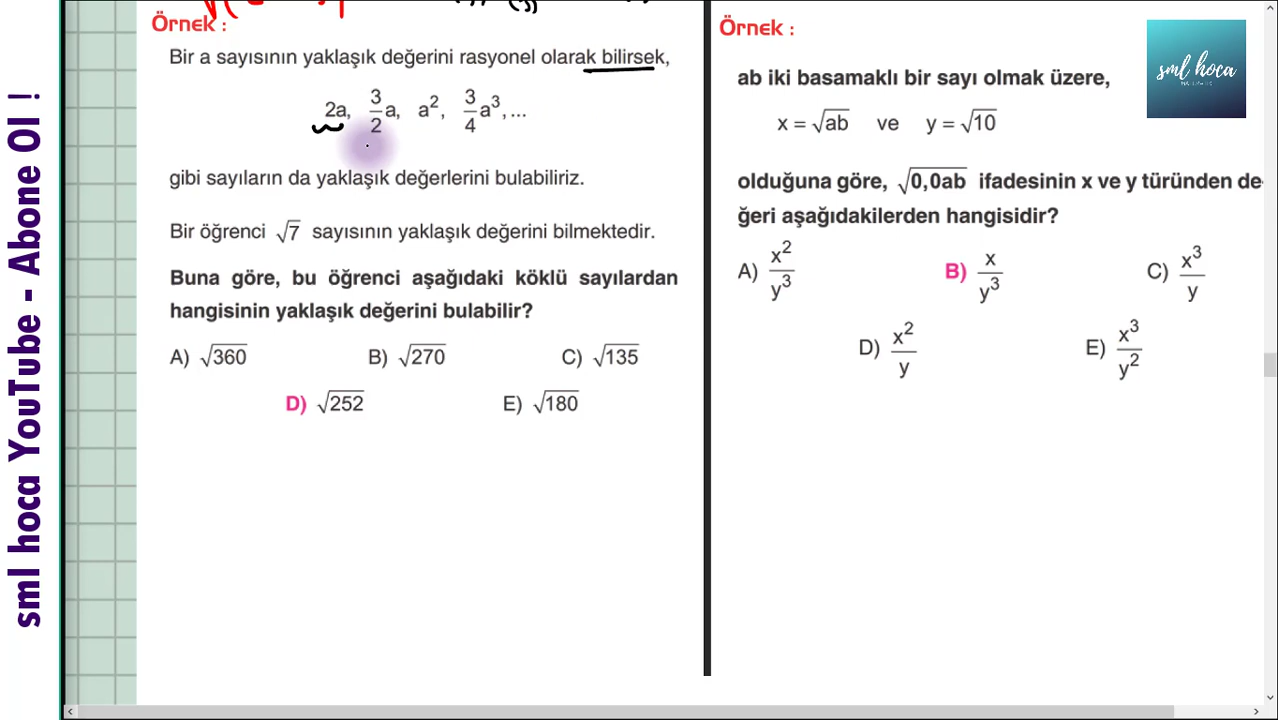 sml hoca YouTube - Abone Ol !
Örnek :
Bir a sayısının yaklaşık değerini rasyonel olarak bilirsek,
2a, 3/2 a, a², 3/4 a³, ...
gibi sayıların da yaklaşık değerlerini bulabiliriz.
Bir öğrenci √7 sayısının yaklaşık değerini bilmektedir.
Buna göre, bu öğrenci aşağıdaki köklü sayılardan
hangisinin yaklaşık değerini bulabilir?
A) √360 B) √270 C) √135
D) √252 E) √180
Örnek :
sml hoca
ab iki basamaklı bir sayı olmak üzere,
x = √ab ve y = √10
olduğuna göre, √0,0ab ifadesinin x ve y türünden de-
ğeri aşağıdakilerden hangisidir?
A) x²/y³ B) x/y³ C) x³/y
D) x²/y E) x³/y²